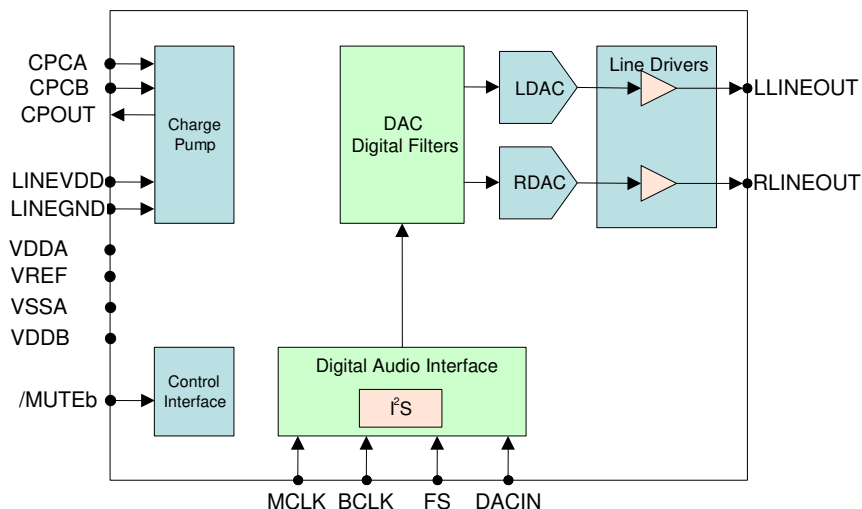 CPCA
CPCB
CPOUT
LINEVDD
LINEGND
VDDA
VREF
VSSA
VDDB
/MUTEb
Charge
Pump
Control
Interface
DAC
Digital Filters
LDAC
RDAC
Line Drivers
LLINEOUT
RLINEOUT
Digital Audio Interface
I²S
MCLK
BCLK
FS
DACIN